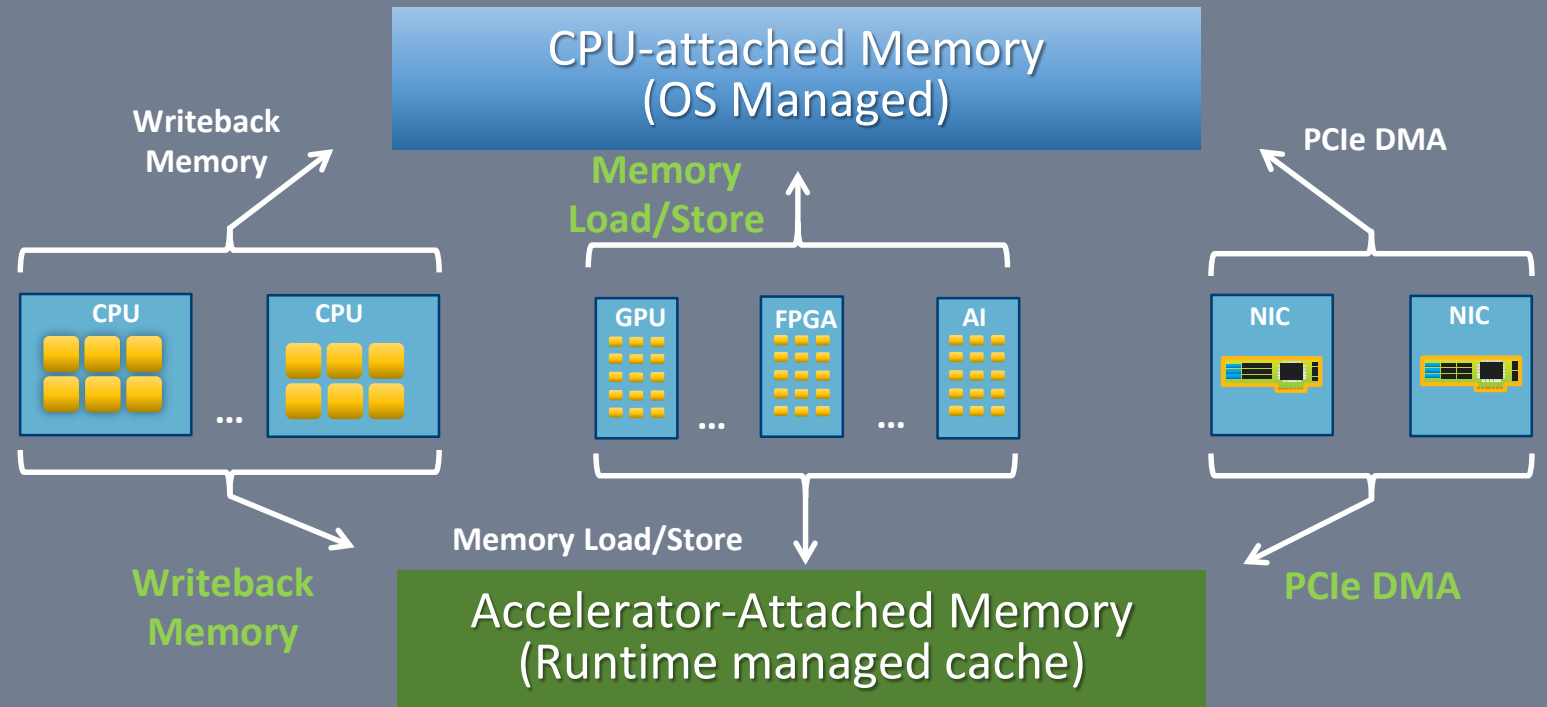 CPU-attached Memory
(OS Managed)
Writeback
Memory
Memory
Load/Store
PCIe DMA
CPU
...
CPU
GPU
...
FPGA
...
AI
NIC
NIC
Memory Load/Store
Writeback
Memory
PCIe DMA
Accelerator-Attached Memory
(Runtime managed cache)